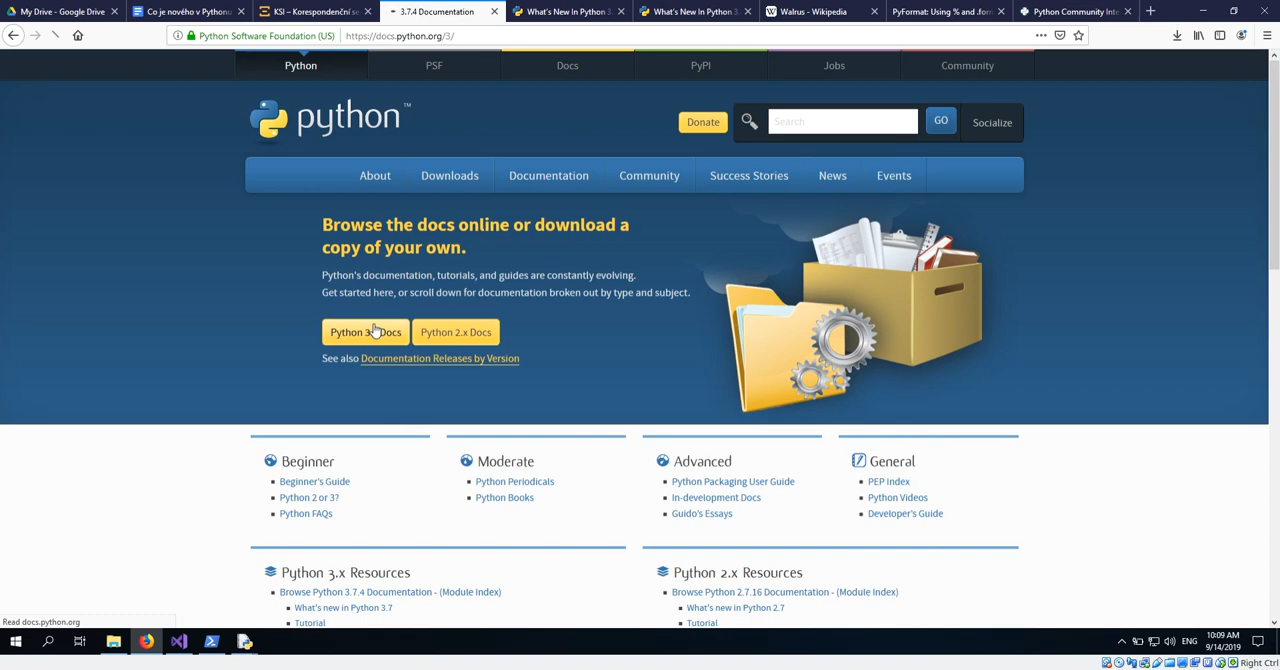 My Drive - Google Drive
Co je nového v Pythonu
KSI – Korespondenční se
3.7.4 Documentation
What's New In Python 3.
What's New In Python 3.
Walrus - Wikipedia
PyFormat: Using % and .form
Python Community Inte
Python Software Foundation (US)
https://docs.python.org/3/
Python
PSF
Docs
PyPI
Jobs
Community
python™
Donate
Search
GO
Socialize
About
Downloads
Documentation
Community
Success Stories
News
Events
Browse the docs online or download a
copy of your own.
Python's documentation, tutorials, and guides are constantly evolving.
Get started here, or scroll down for documentation broken out by type and subject.
Python 3. Docs
Python 2.x Docs
See also Documentation Releases by Version
Beginner
Beginner's Guide
Python 2 or 3?
Python FAQs
Moderate
Python Periodicals
Python Books
Advanced
Python Packaging User Guide
In-development Docs
Guido's Essays
General
PEP Index
Python Videos
Developer's Guide
Python 3.x Resources
Browse Python 3.7.4 Documentation - (Module Index)
What's new in Python 3.7
Tutorial
Python 2.x Resources
Browse Python 2.7.16 Documentation - (Module Index)
What's new in Python 2.7
Tutorial
Read docs.python.org
ENG
10:09 AM
9/14/2019
Right Ctrl